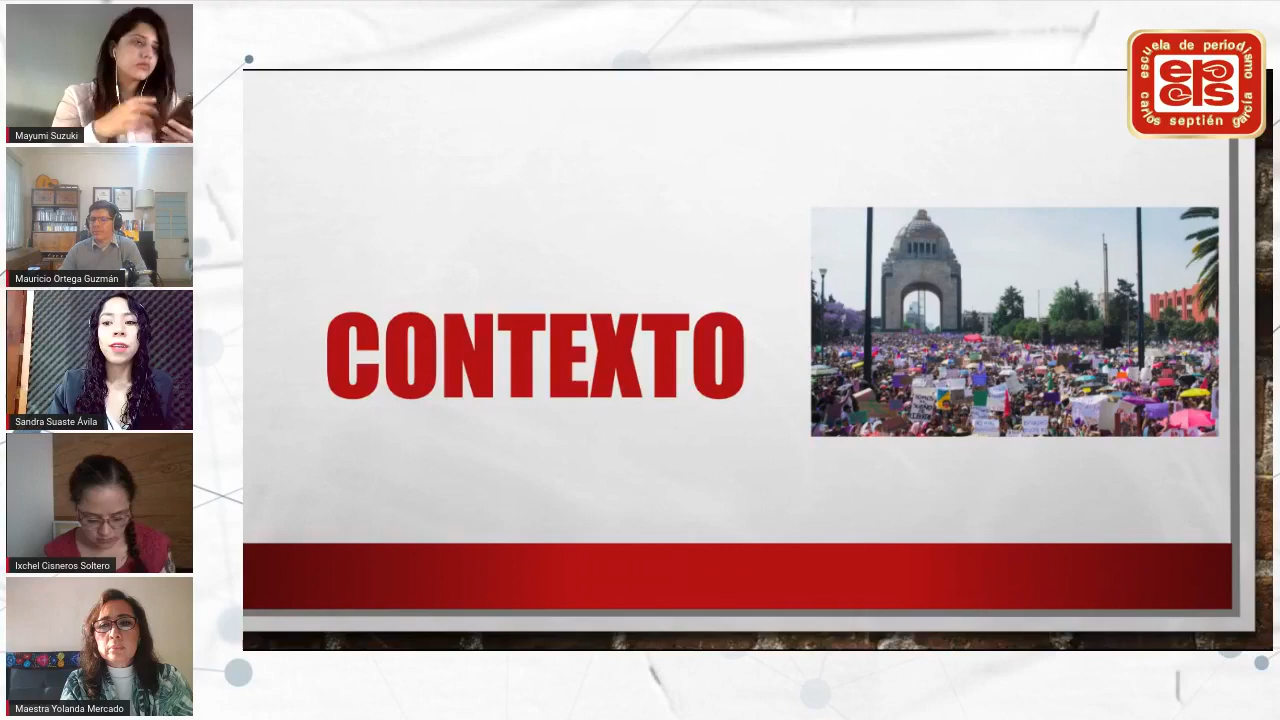 Mayumi Suzuki
Mauricio Ortega Guzmán
Sandra Suaste Ávila
Ixchel Cisneros Soltero
Maestra Yolanda Mercado
CONTEXTO
escuela de periodismo
carlos septién garcía